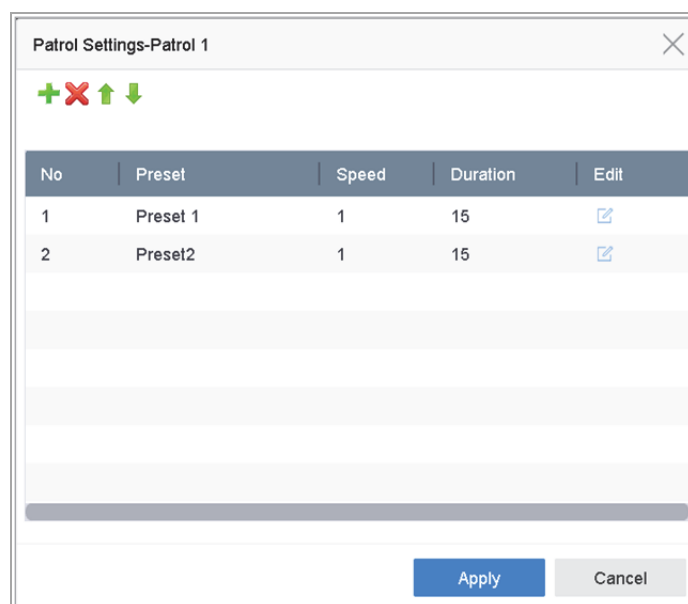 Patrol Settings-Patrol 1
No Preset Speed Duration Edit
1 Preset 1 1 15
2 Preset2 1 15
Apply Cancel